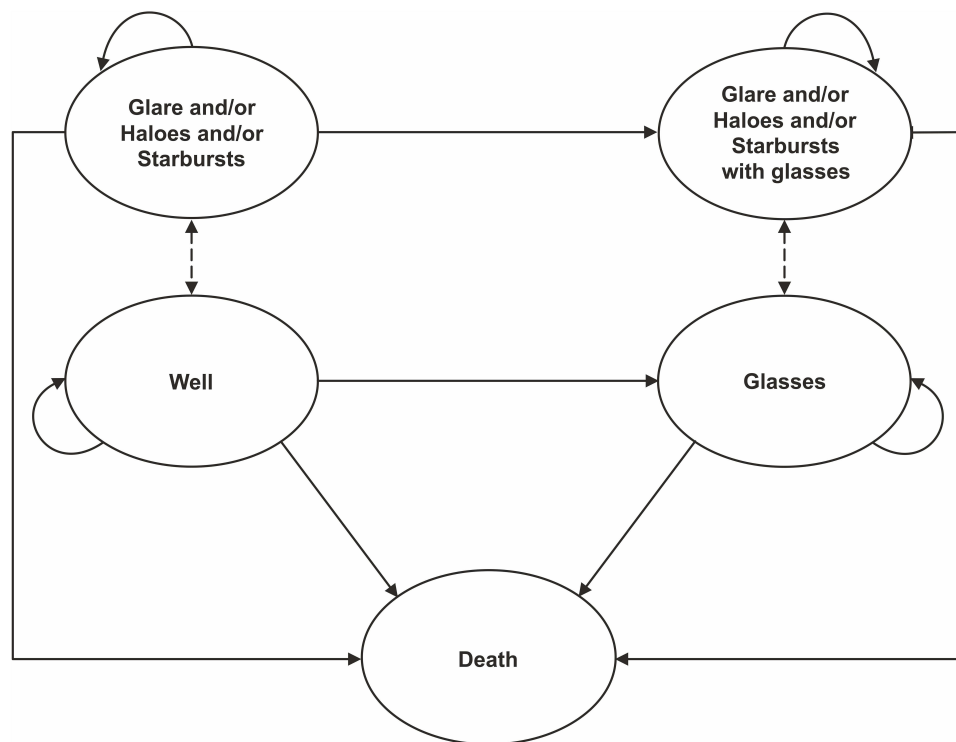 Glare and/or
Haloes and/or
Starbursts
Glare and/or
Haloes and/or
Starbursts
with glasses
Well
Glasses
Death